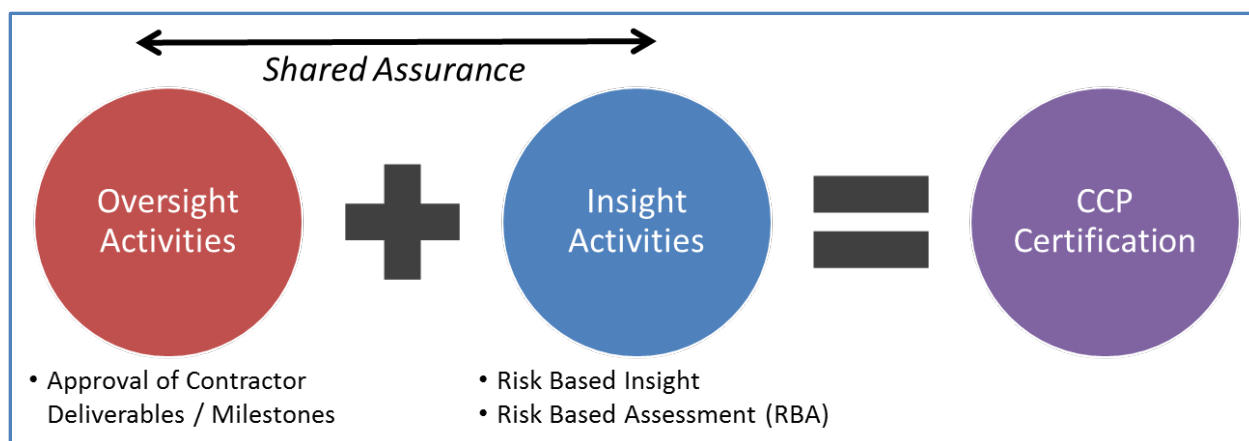 Shared Assurance
Oversight
Activities
Insight
Activities
CCP
Certification
• Approval of Contractor
Deliverables / Milestones
• Risk Based Insight
• Risk Based Assessment (RBA)